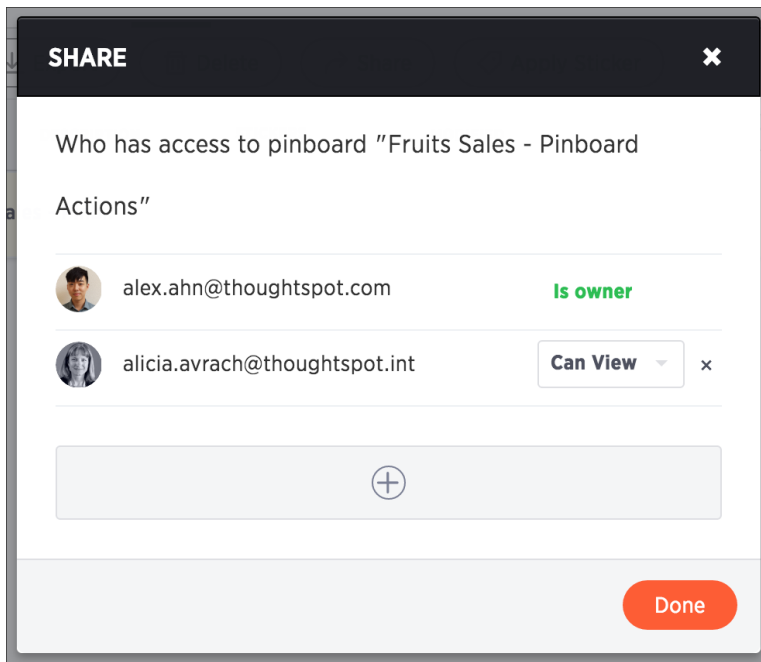 SHARE
Who has access to pinboard "Fruits Sales - Pinboard
Actions"
alex.ahn@thoughtspot.com Is owner
alicia.avrach@thoughtspot.int Can View
Done